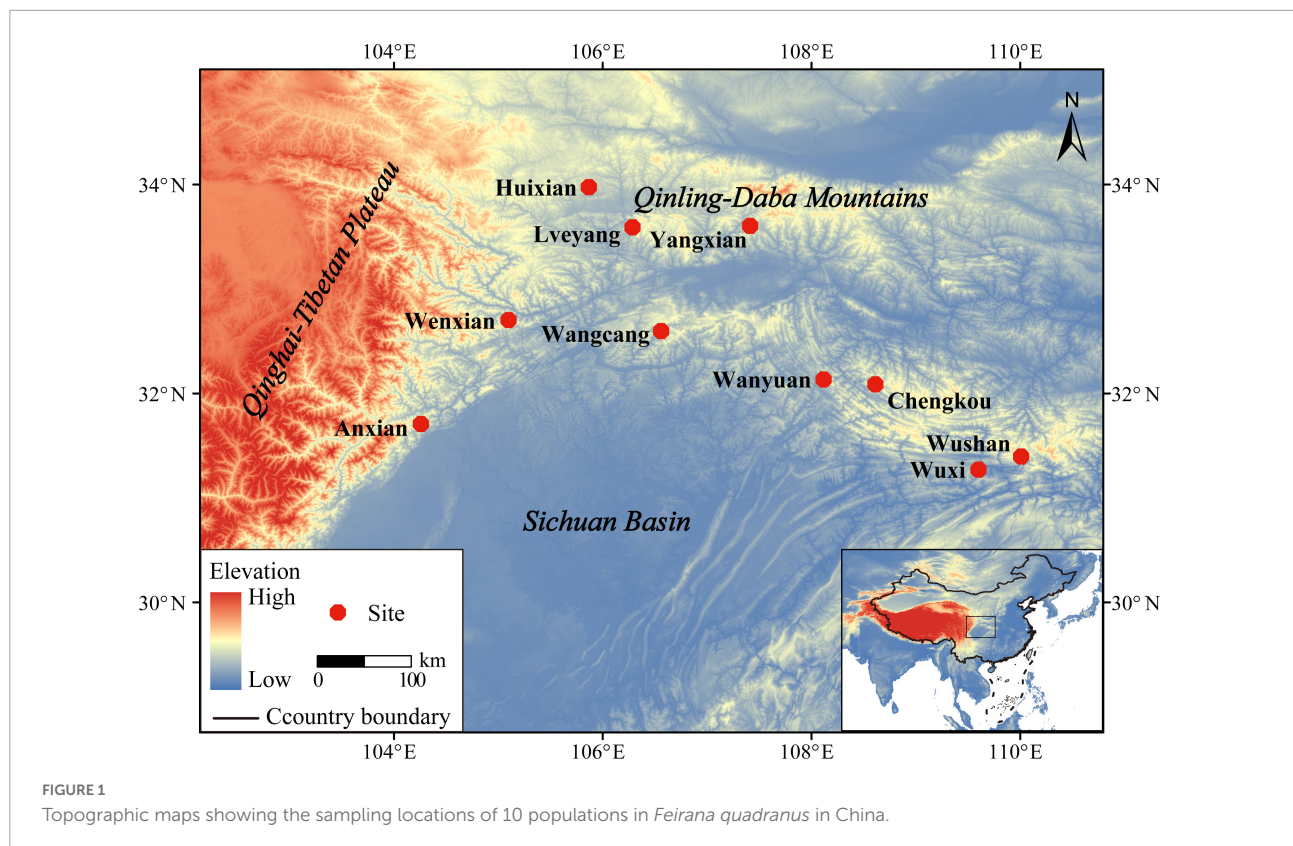 104°E 106°E 108°E 110°E
N
34°N 34°N
Huixian
Qinling-Daba Mountains
Lveyang
Yangxian
Qinghai-Tibetan Plateau
Wenxian
Wangcang
32°N 32°N
Wanyuan
Chengkou
Anxian
Wushan
Wuxi
Sichuan Basin
30°N 30°N
Elevation
High
Low
Site
km
0 100
Ccountry boundary
104°E 106°E 108°E 110°E
FIGURE 1
Topographic maps showing the sampling locations of 10 populations in Feirana quadranus in China.